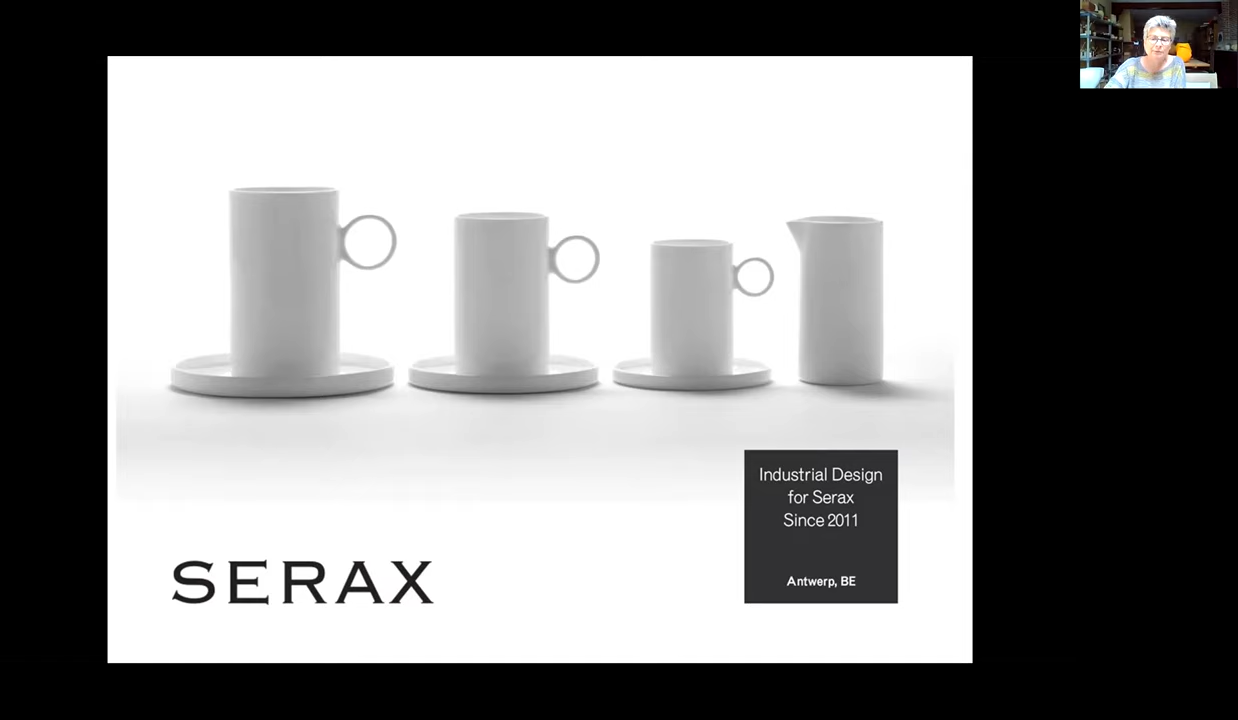 Industrial Design
for Serax
Since 2011
Antwerp, BE
SERAX